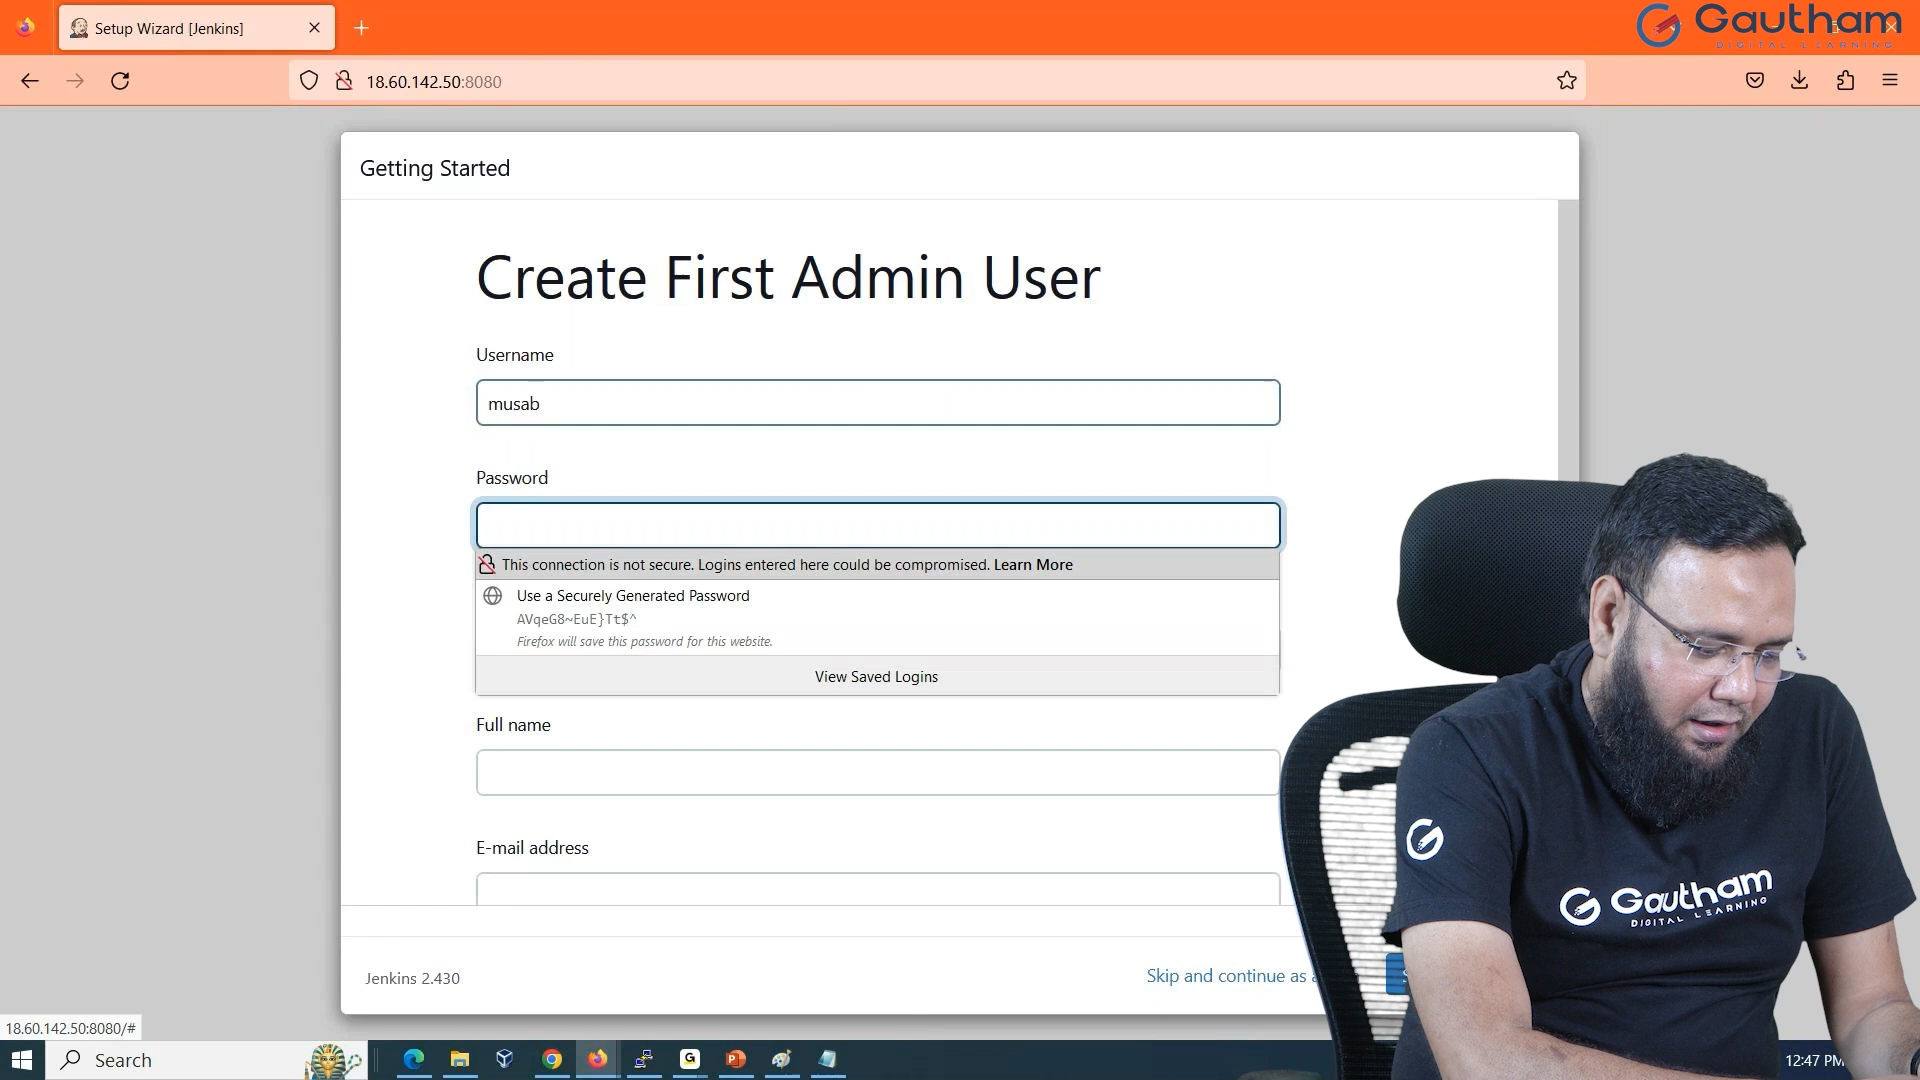 Setup Wizard [Jenkins]
Gautham
DIGITAL LEARNING
18.60.142.50:8080
Getting Started
Create First Admin User
Username
musab
Password
This connection is not secure. Logins entered here could be compromised. Learn More
Use a Securely Generated Password
AVqeG8~EuE}Tt$^
Firefox will save this password for this website.
View Saved Logins
Full name
E-mail address
Gautham
DIGITAL LEARNING
Jenkins 2.430
Skip and continue as
18.60.142.50:8080/#
Search
12:47 PM